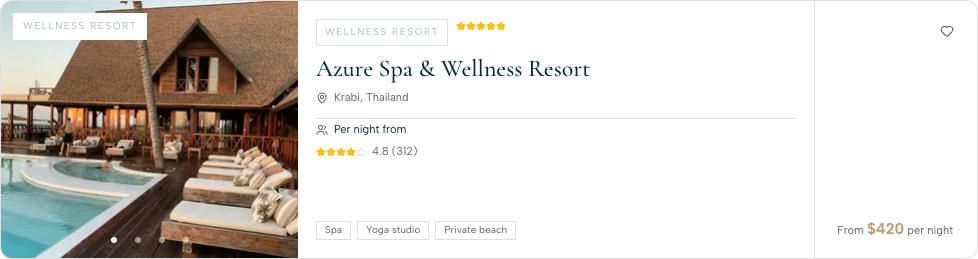 WELLNESS RESORT
WELLNESS RESORT
Azure Spa & Wellness Resort
Krabi, Thailand
Per night from
4.8 (312)
Spa
Yoga studio
Private beach
From $420 per night